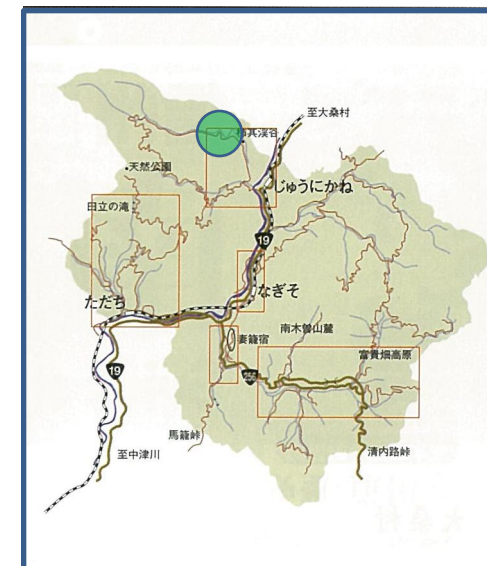 至大桑村
柿其渓谷
天然公園
じゅうにかね
田立の滝
19
なぎそ
ただち
南木曽山麓
妻籠宿
富貴畑高原
256
19
馬籠峠
清内路峠
至中津川